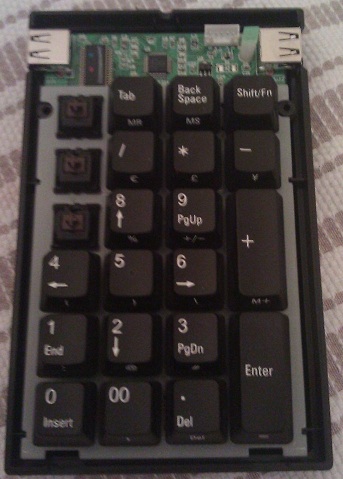 Tab
Back
Space
Shift/Fn
MR
MS
/
*
-
€
£
¥
8
↑
9
PgUp
+
%
+/−
4
←
5
6
→
M+
1
End
2
↓
3
PgDn
Enter
0
Insert
00
.
Del